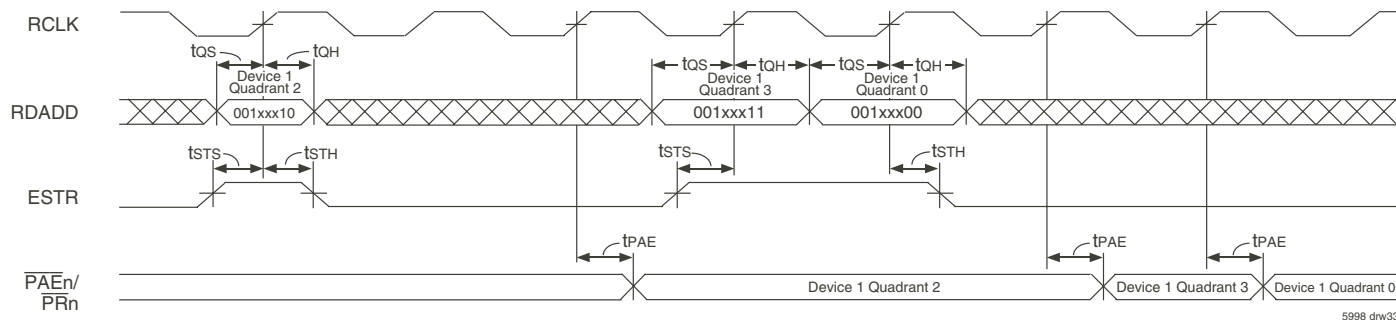 RCLK
tQS
tQH
Device 1
Quadrant 2
tQS
tQH
Device 1
Quadrant 3
tQS
tQH
Device 1
Quadrant 0
RDADD
001xxx10
001xxx11
001xxx00
tSTS
tSTH
tSTS
tSTH
ESTR
tPAE
tPAE
tPAE
PAEn/
PRn
Device 1 Quadrant 2
Device 1 Quadrant 3
Device 1 Quadrant 0
5998 drw33